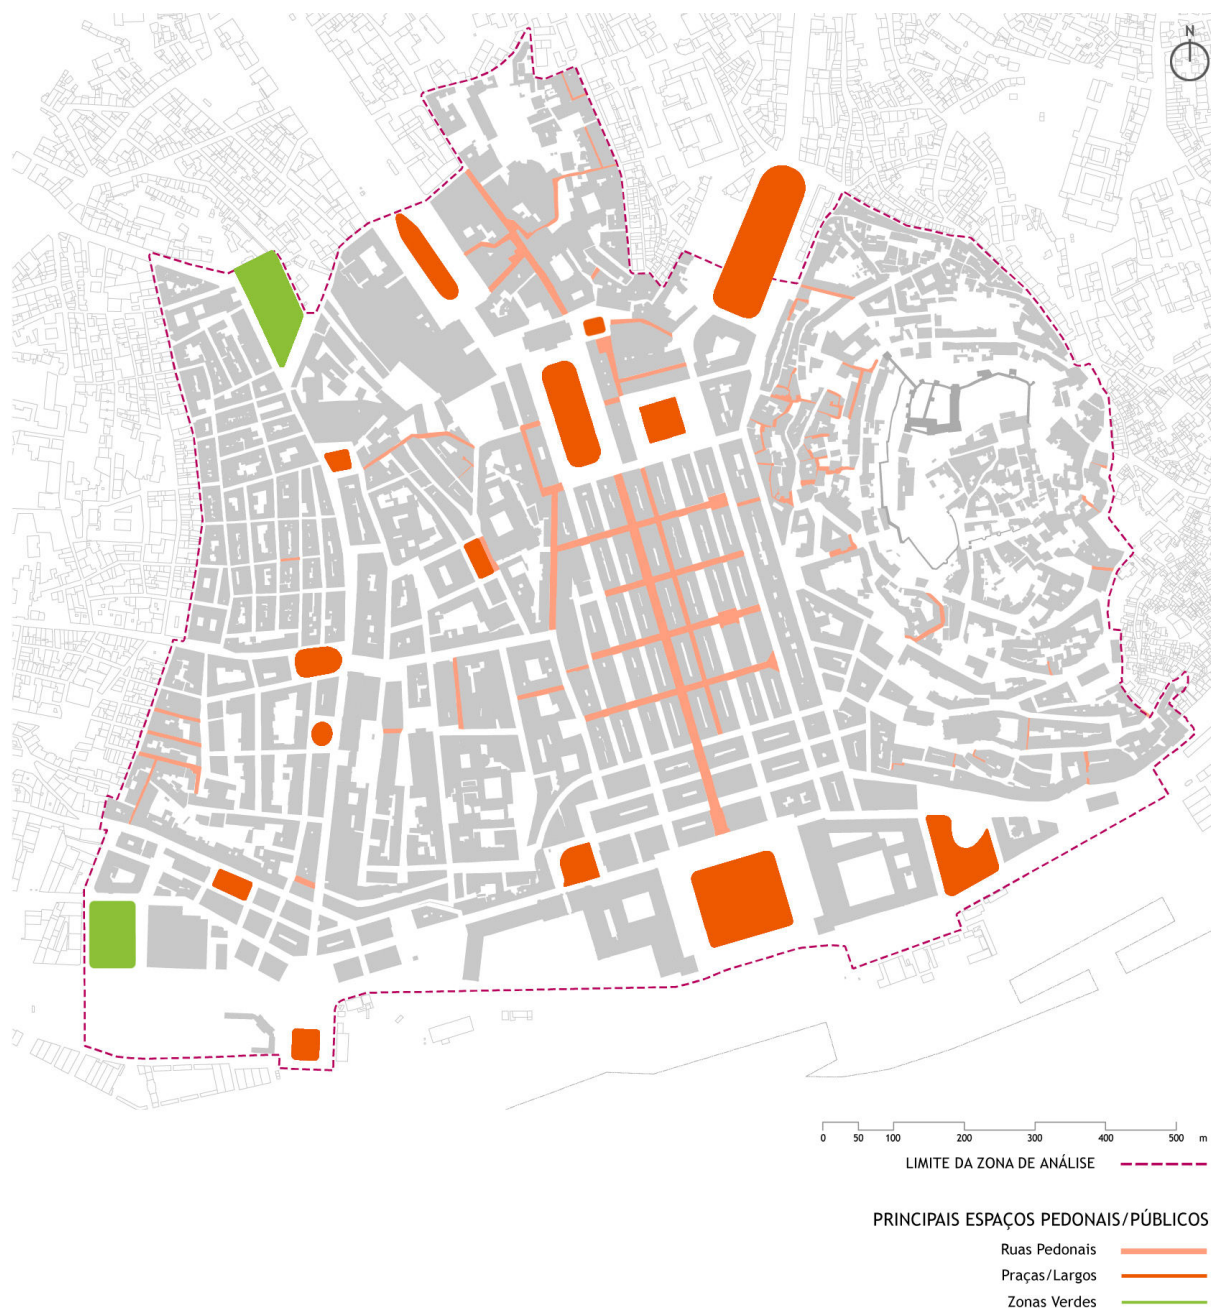 N
0 50 100 200 300 400 500 m
LIMITE DA ZONA DE ANÁLISE
PRINCIPAIS ESPAÇOS PEDONAIS/PÚBLICOS
Ruas Pedonais
Praças/Largos
Zonas Verdes